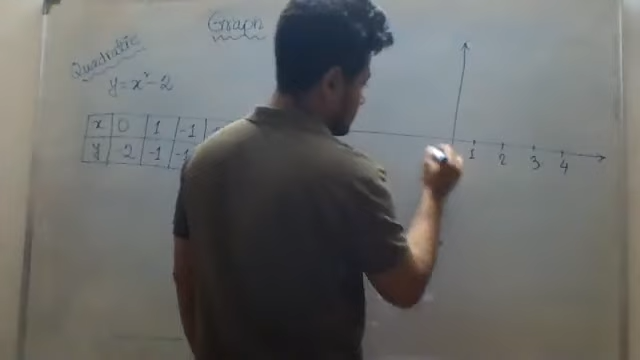 Graph
Quadratic
y=x²-2
x 0 1 -1
y -2 -1 -1
1 2 3 4